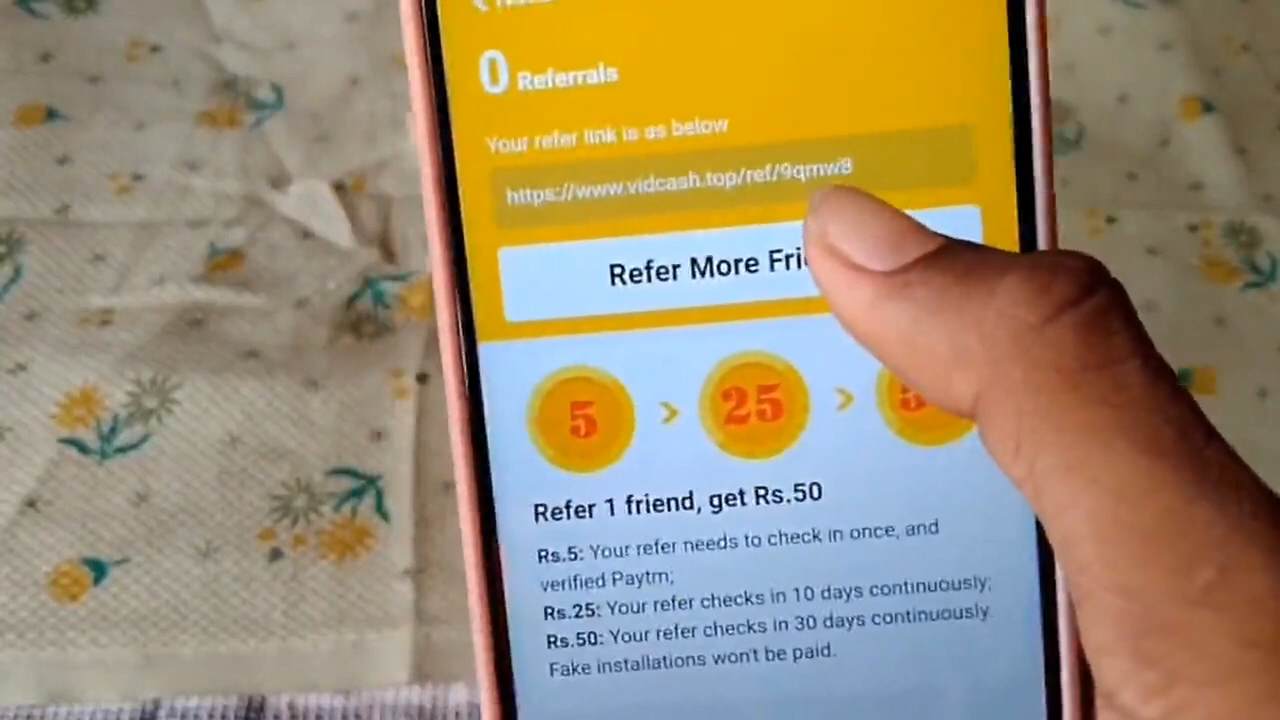 0 Referrals
Your refer link is as below
https://www.vidcash.top/ref/9qmw8
Refer More
5 > 25 >
Refer 1 friend, get Rs.50
Rs.5: Your refer needs to check in once, and
verified Paytm;
Rs.25: Your refer checks in 10 days continuously;
Rs.50: Your refer checks in 30 days continuously.
Fake installations won't be paid.